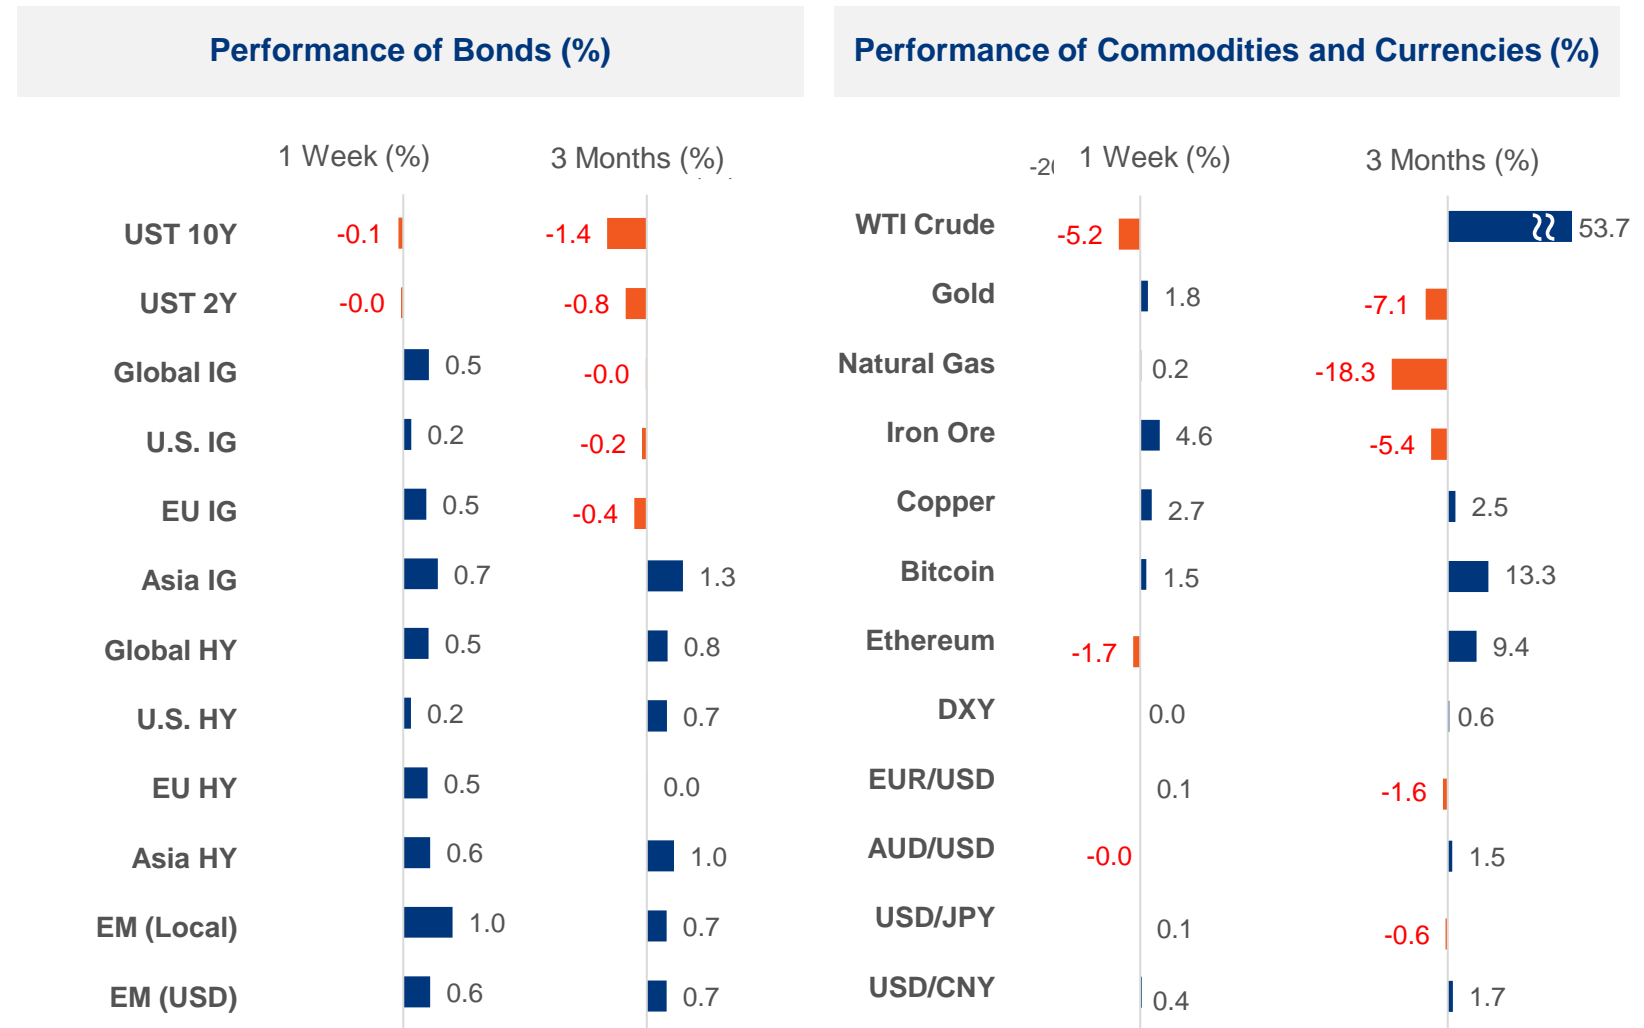 Performance of Bonds (%)
1 Week (%) 3 Months (%)
UST 10Y -0.1 -1.4
UST 2Y -0.0 -0.8
Global IG 0.5 -0.0
U.S. IG 0.2 -0.2
EU IG 0.5 -0.4
Asia IG 0.7 1.3
Global HY 0.5 0.8
U.S. HY 0.2 0.7
EU HY 0.5 0.0
Asia HY 0.6 1.0
EM (Local) 1.0 0.7
EM (USD) 0.6 0.7
Performance of Commodities and Currencies (%)
1 Week (%) 3 Months (%)
WTI Crude -5.2 53.7
Gold 1.8 -7.1
Natural Gas 0.2 -18.3
Iron Ore 4.6 -5.4
Copper 2.7 2.5
Bitcoin 1.5 13.3
Ethereum -1.7 9.4
DXY 0.0 0.6
EUR/USD 0.1 -1.6
AUD/USD -0.0 1.5
USD/JPY 0.1 -0.6
USD/CNY 0.4 1.7